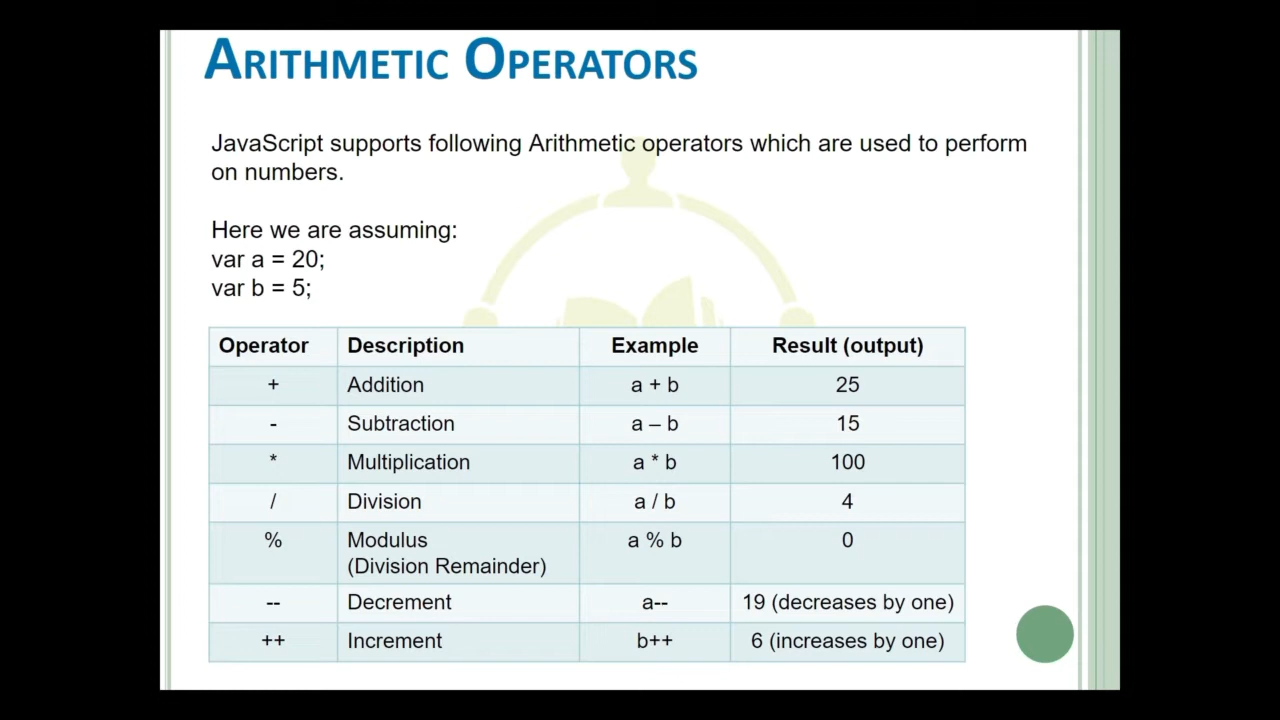 ARITHMETIC OPERATORS
JavaScript supports following Arithmetic operators which are used to perform
on numbers.
Here we are assuming:
var a = 20;
var b = 5;
Operator Description Example Result (output)
+ Addition a + b 25
- Subtraction a – b 15
* Multiplication a * b 100
/ Division a / b 4
% Modulus a % b 0
(Division Remainder)
-- Decrement a-- 19 (decreases by one)
++ Increment b++ 6 (increases by one)